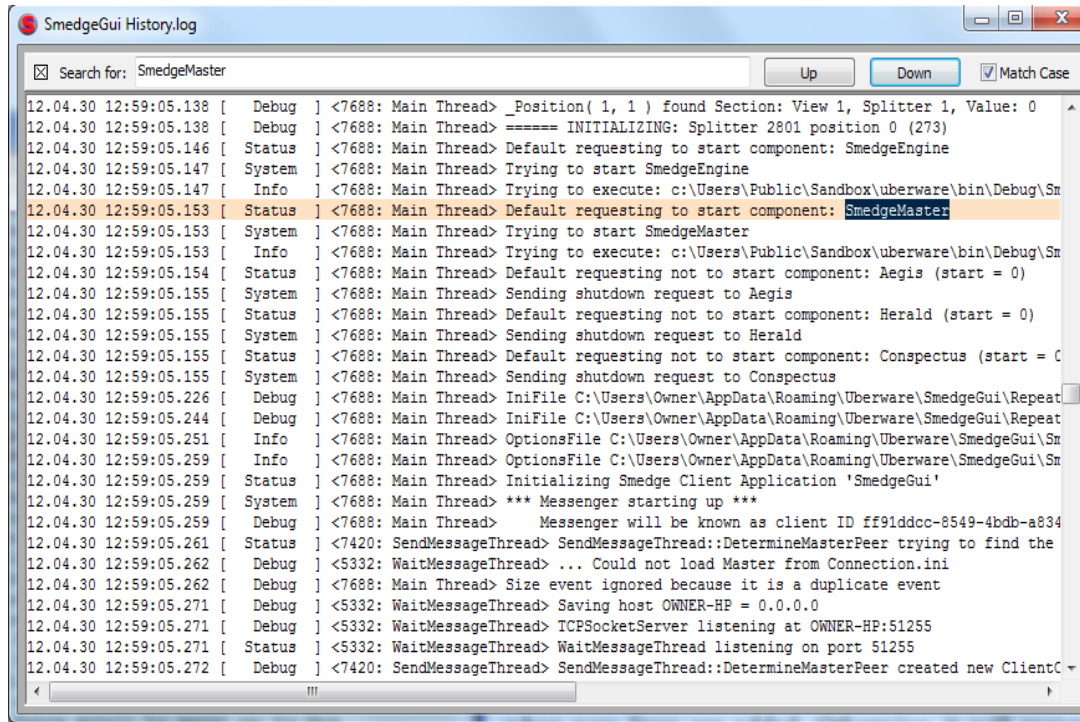 SmedgeGui History.log
Search for: SmedgeMaster Up Down Match Case
12.04.30 12:59:05.138 [ Debug ] <7688: Main Thread> _Position( 1, 1 ) found Section: View 1, Splitter 1, Value: 0
12.04.30 12:59:05.138 [ Debug ] <7688: Main Thread> ====== INITIALIZING: Splitter 2801 position 0 (273)
12.04.30 12:59:05.146 [ Status ] <7688: Main Thread> Default requesting to start component: SmedgeEngine
12.04.30 12:59:05.147 [ System ] <7688: Main Thread> Trying to start SmedgeEngine
12.04.30 12:59:05.147 [ Info ] <7688: Main Thread> Trying to execute: c:\Users\Public\Sandbox\uberware\bin\Debug\Sm
12.04.30 12:59:05.153 [ Status ] <7688: Main Thread> Default requesting to start component: SmedgeMaster
12.04.30 12:59:05.153 [ System ] <7688: Main Thread> Trying to start SmedgeMaster
12.04.30 12:59:05.153 [ Info ] <7688: Main Thread> Trying to execute: c:\Users\Public\Sandbox\uberware\bin\Debug\Sm
12.04.30 12:59:05.154 [ Status ] <7688: Main Thread> Default requesting not to start component: Aegis (start = 0)
12.04.30 12:59:05.155 [ System ] <7688: Main Thread> Sending shutdown request to Aegis
12.04.30 12:59:05.155 [ Status ] <7688: Main Thread> Default requesting not to start component: Herald (start = 0)
12.04.30 12:59:05.155 [ System ] <7688: Main Thread> Sending shutdown request to Herald
12.04.30 12:59:05.155 [ Status ] <7688: Main Thread> Default requesting not to start component: Conspectus (start = 0
12.04.30 12:59:05.155 [ System ] <7688: Main Thread> Sending shutdown request to Conspectus
12.04.30 12:59:05.226 [ Debug ] <7688: Main Thread> IniFile C:\Users\Owner\AppData\Roaming\Uberware\SmedgeGui\Repeat
12.04.30 12:59:05.244 [ Debug ] <7688: Main Thread> IniFile C:\Users\Owner\AppData\Roaming\Uberware\SmedgeGui\Repeat
12.04.30 12:59:05.251 [ Info ] <7688: Main Thread> OptionsFile C:\Users\Owner\AppData\Roaming\Uberware\SmedgeGui\Sm
12.04.30 12:59:05.259 [ Info ] <7688: Main Thread> OptionsFile C:\Users\Owner\AppData\Roaming\Uberware\SmedgeGui\Sm
12.04.30 12:59:05.259 [ Status ] <7688: Main Thread> Initializing Smedge Client Application 'SmedgeGui'
12.04.30 12:59:05.259 [ System ] <7688: Main Thread> *** Messenger starting up ***
12.04.30 12:59:05.259 [ Debug ] <7688: Main Thread> Messenger will be known as client ID ff91ddcc-8549-4bdb-a834
12.04.30 12:59:05.261 [ Status ] <7420: SendMessageThread> SendMessageThread::DetermineMasterPeer trying to find the
12.04.30 12:59:05.262 [ Debug ] <5332: WaitMessageThread> ... Could not load Master from Connection.ini
12.04.30 12:59:05.262 [ Debug ] <7688: Main Thread> Size event ignored because it is a duplicate event
12.04.30 12:59:05.271 [ Debug ] <5332: WaitMessageThread> Saving host OWNER-HP = 0.0.0.0
12.04.30 12:59:05.271 [ Debug ] <5332: WaitMessageThread> TCPSocketServer listening at OWNER-HP:51255
12.04.30 12:59:05.271 [ Status ] <5332: WaitMessageThread> WaitMessageThread listening on port 51255
12.04.30 12:59:05.272 [ Debug ] <7420: SendMessageThread> SendMessageThread::DetermineMasterPeer created new ClientC